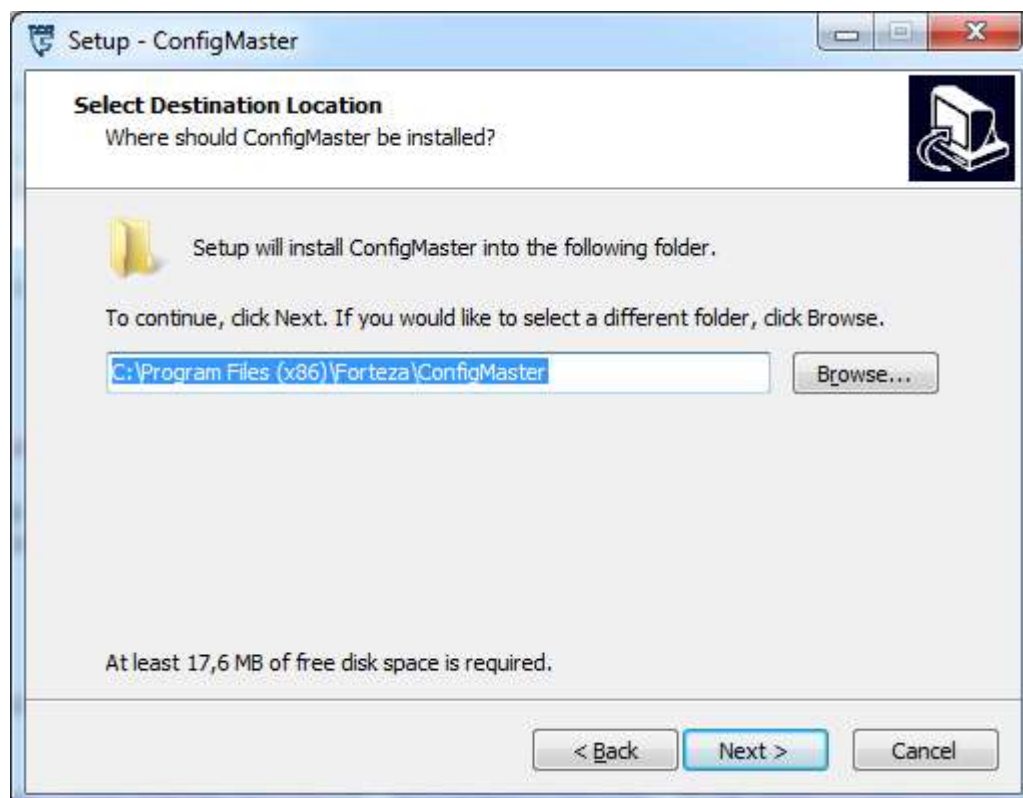 Setup - ConfigMaster
Select Destination Location
Where should ConfigMaster be installed?
Setup will install ConfigMaster into the following folder.
To continue, click Next. If you would like to select a different folder, click Browse.
C:\Program Files (x86)\Forteza\ConfigMaster
Browse...
At least 17,6 MB of free disk space is required.
< Back
Next >
Cancel